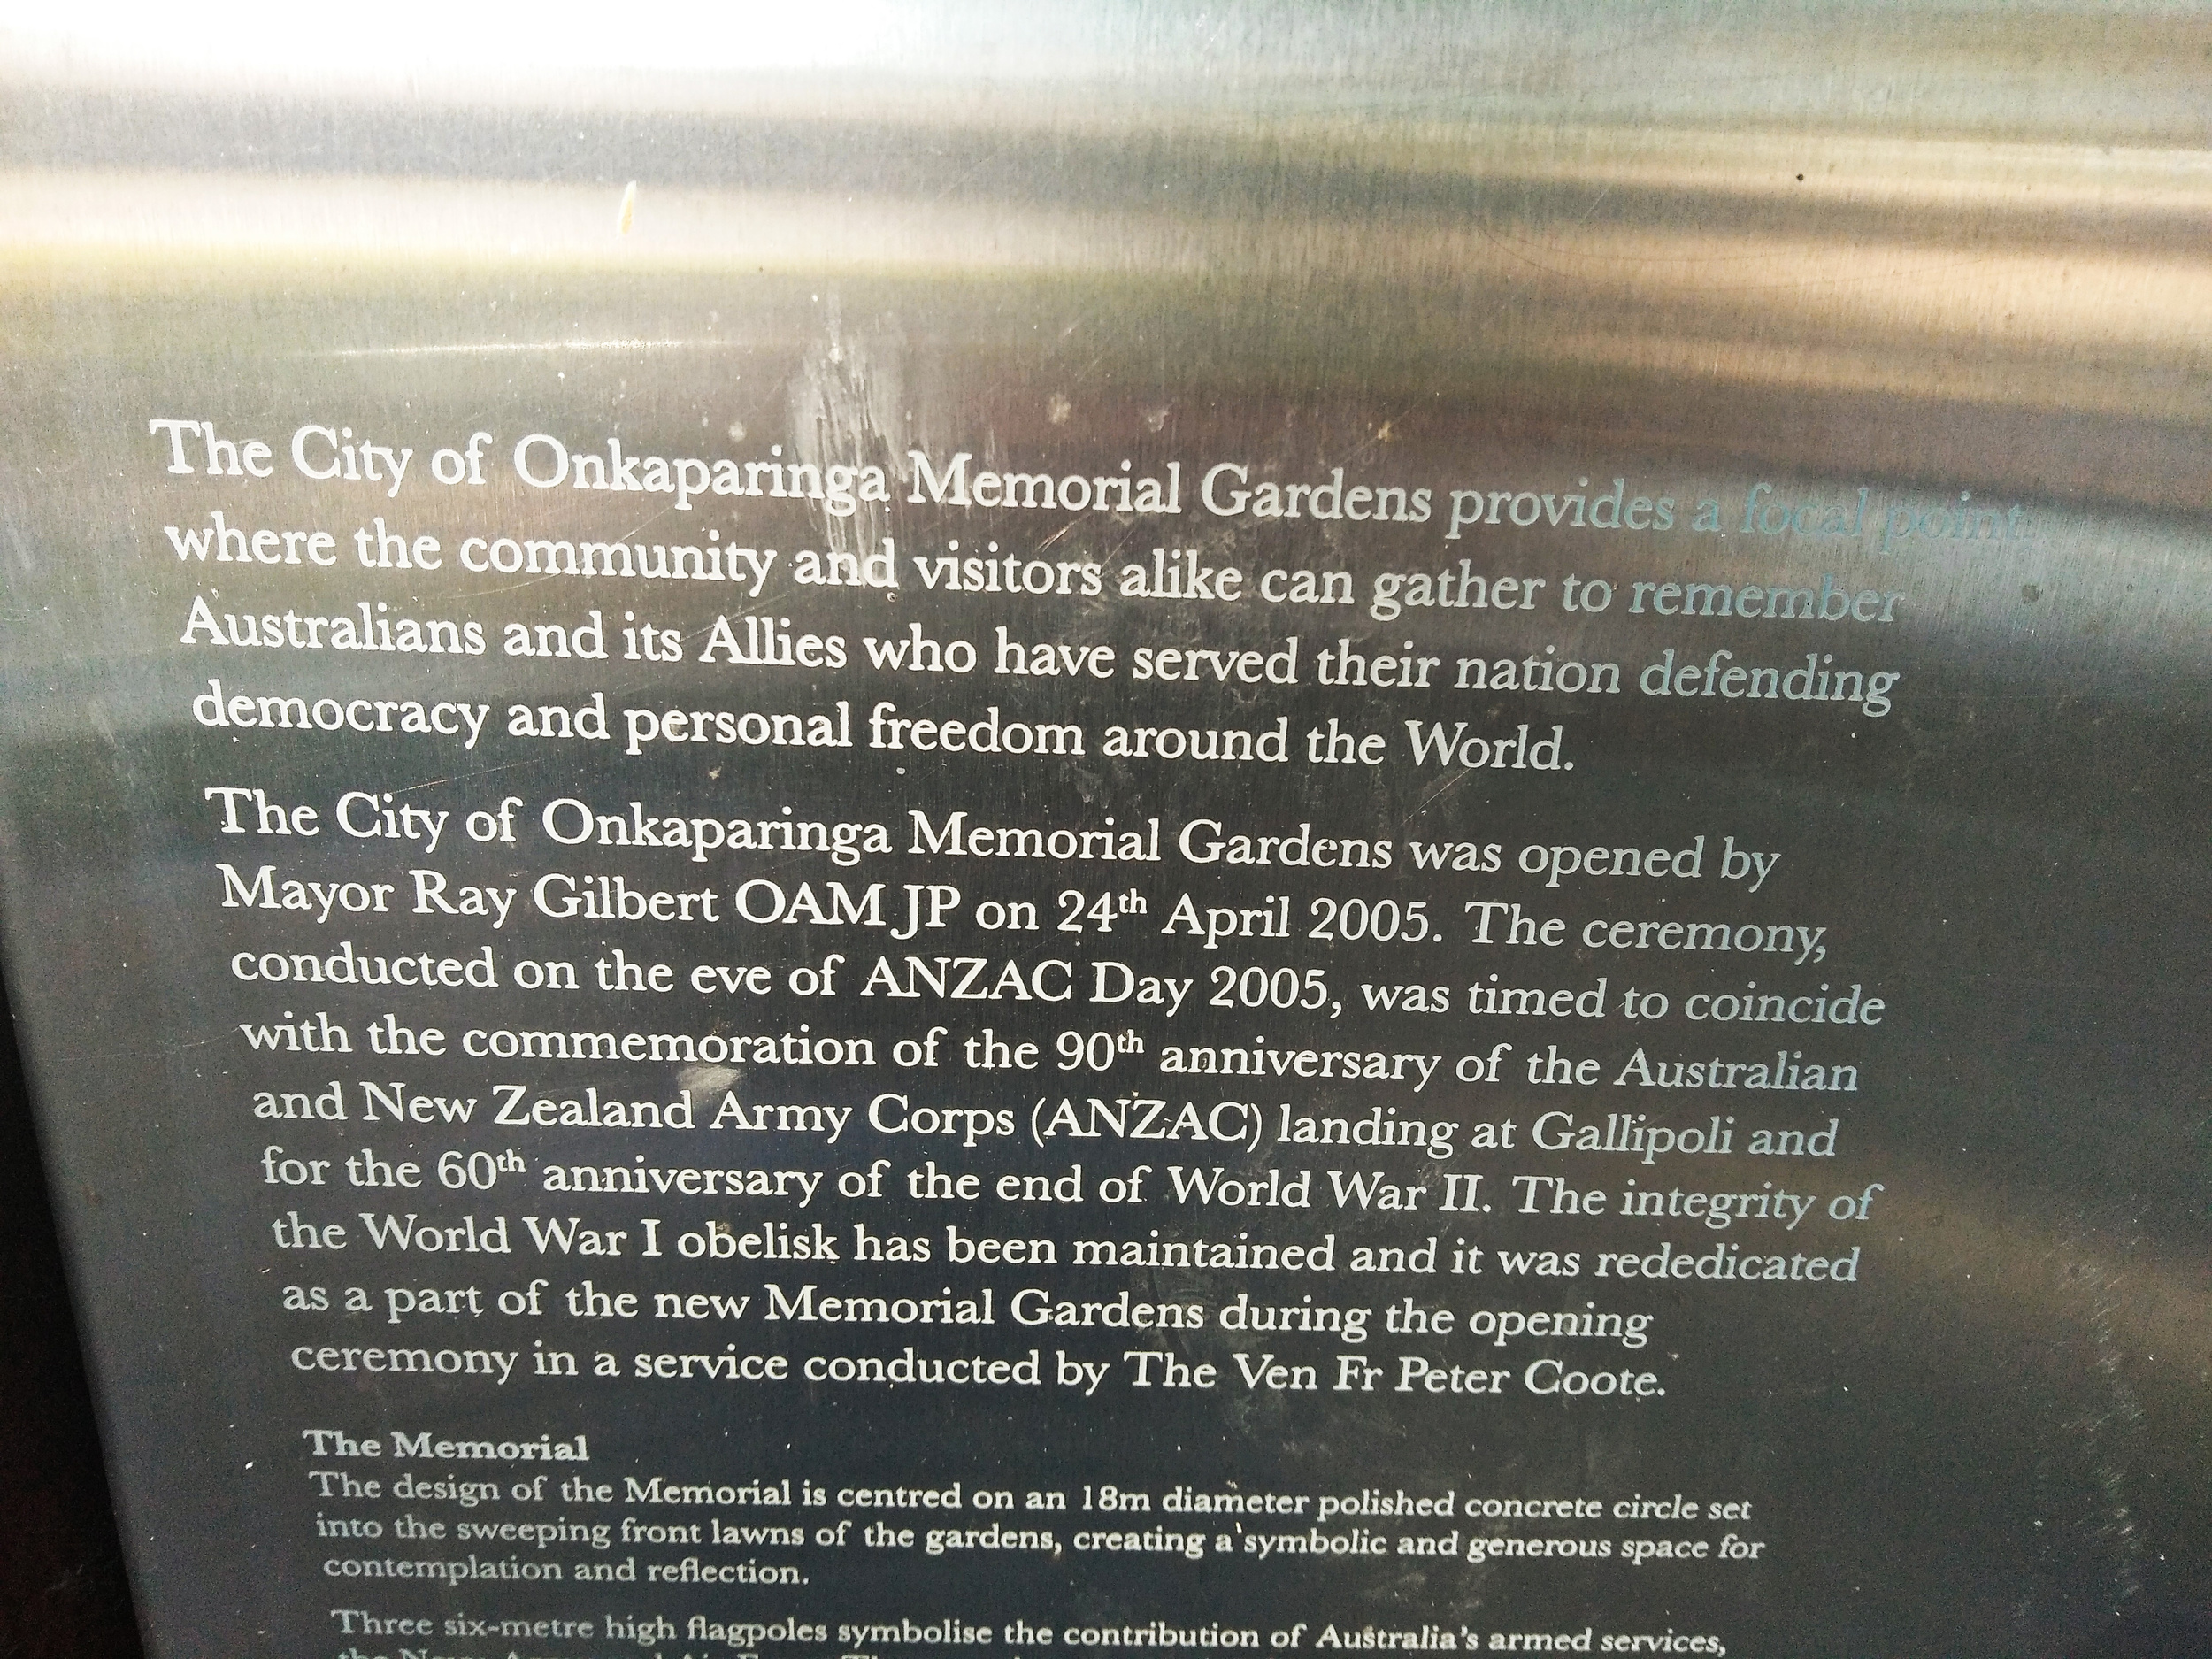 The City of Onkaparinga Memorial Gardens provides a focal point
where the community and visitors alike can gather to remember
Australians and its Allies who have served their nation defending
democracy and personal freedom around the World.
The City of Onkaparinga Memorial Gardens was opened by
Mayor Ray Gilbert OAM JP on 24th April 2005. The ceremony,
conducted on the eve of ANZAC Day 2005, was timed to coincide
with the commemoration of the 90th anniversary of the Australian
and New Zealand Army Corps (ANZAC) landing at Gallipoli and
for the 60th anniversary of the end of World War II. The integrity of
the World War I obelisk has been maintained and it was rededicated
as a part of the new Memorial Gardens during the opening
ceremony in a service conducted by The Ven Fr Peter Coote.
The Memorial
The design of the Memorial is centred on an 18m diameter polished concrete circle set
into the sweeping front lawns of the gardens, creating a symbolic and generous space for
contemplation and reflection.
Three six-metre high flagpoles symbolise the contribution of Australia's armed services,